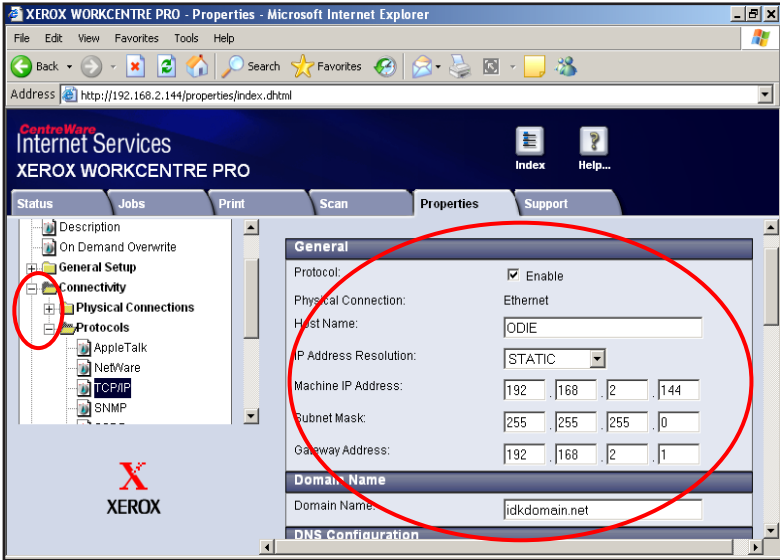 XEROX WORKCENTRE PRO - Properties - Microsoft Internet Explorer
File Edit View Favorites Tools Help
Back Search Favorites
Address http://192.168.2.144/properties/index.dhtml
CentreWare
Internet Services
XEROX WORKCENTRE PRO
Index Help...
Status Jobs Print Scan Properties Support
Description
On Demand Overwrite
General Setup
Connectivity
Physical Connections
Protocols
AppleTalk
NetWare
TCP/IP
SNMP
XEROX
General
Protocol: Enable
Physical Connection: Ethernet
Host Name: ODIE
IP Address Resolution: STATIC
Machine IP Address: 192 . 168 . 2 . 144
Subnet Mask: 255 . 255 . 255 . 0
Gateway Address: 192 . 168 . 2 . 1
Domain Name
Domain Name: idkdomain.net
DNS Configuration